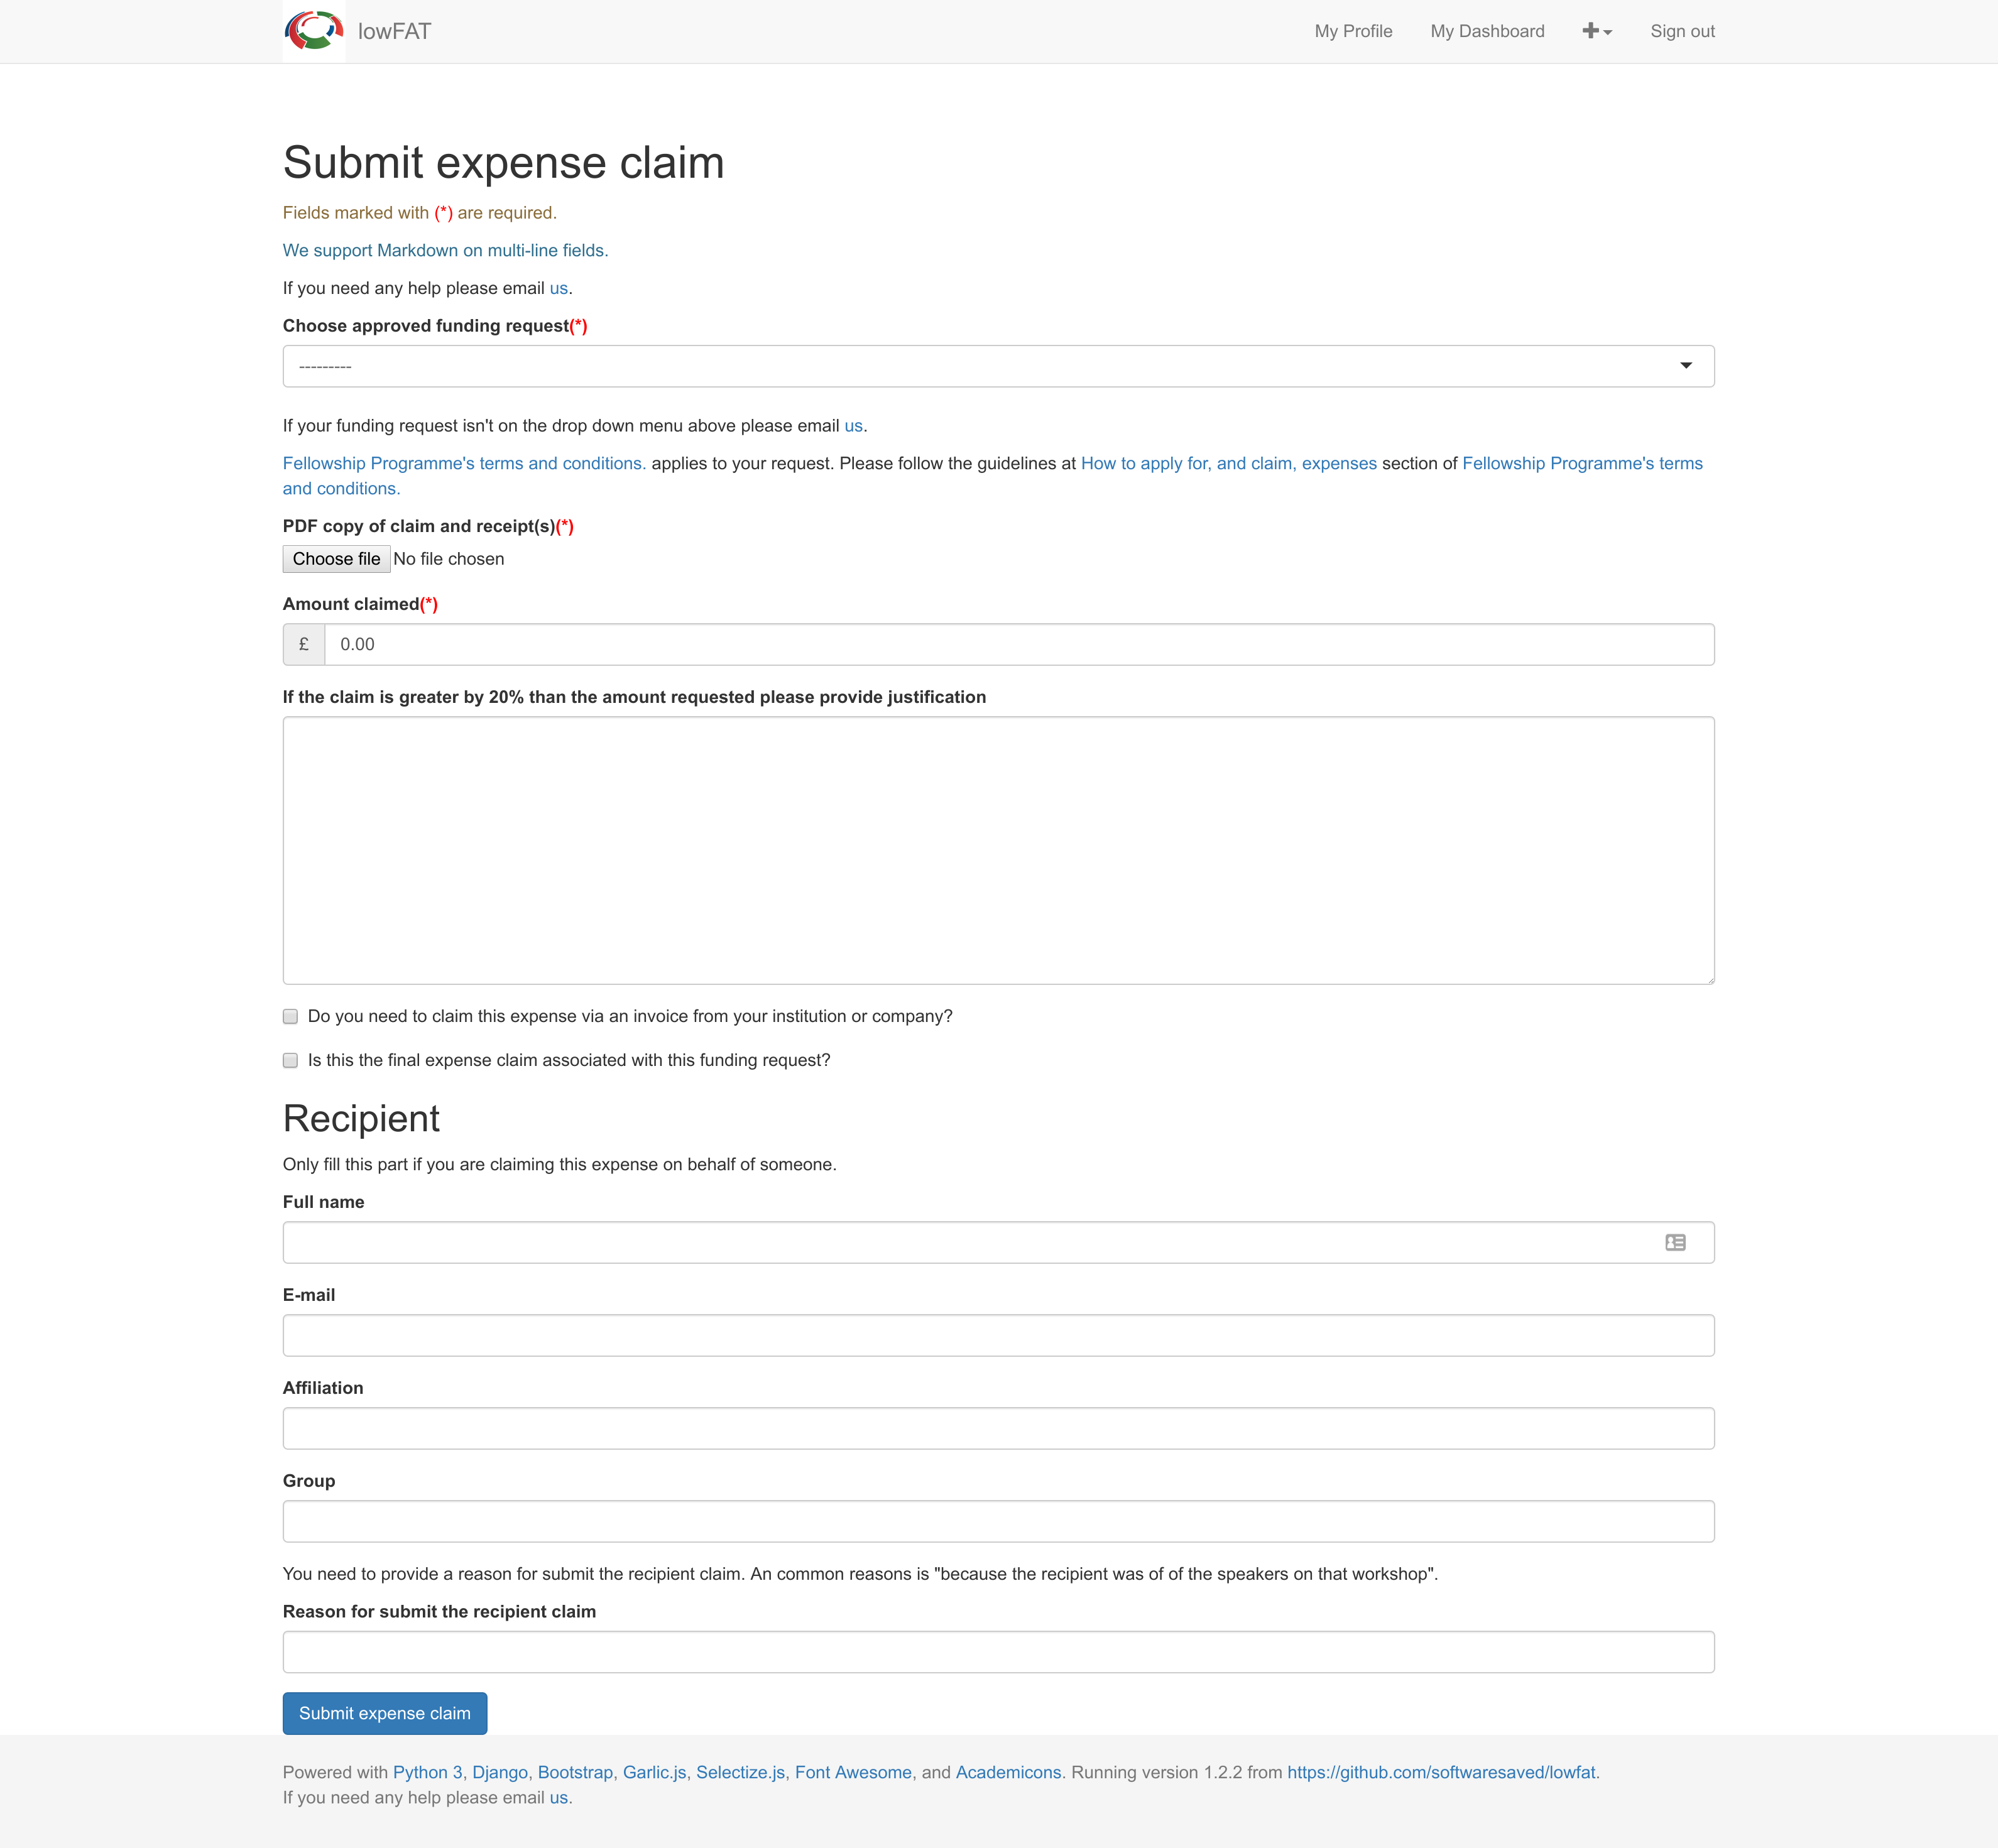 lowFAT
My Profile
My Dashboard
Sign out
Submit expense claim
Fields marked with (*) are required.
We support Markdown on multi-line fields.
If you need any help please email us.
Choose approved funding request(*)
---------
If your funding request isn't on the drop down menu above please email us.
Fellowship Programme's terms and conditions. applies to your request. Please follow the guidelines at How to apply for, and claim, expenses section of Fellowship Programme's terms
and conditions.
PDF copy of claim and receipt(s)(*)
Choose file No file chosen
Amount claimed(*)
£ 0.00
If the claim is greater by 20% than the amount requested please provide justification
Do you need to claim this expense via an invoice from your institution or company?
Is this the final expense claim associated with this funding request?
Recipient
Only fill this part if you are claiming this expense on behalf of someone.
Full name
E-mail
Affiliation
Group
You need to provide a reason for submit the recipient claim. An common reasons is "because the recipient was of of the speakers on that workshop".
Reason for submit the recipient claim
Submit expense claim
Powered with Python 3, Django, Bootstrap, Garlic.js, Selectize.js, Font Awesome, and Academicons. Running version 1.2.2 from https://github.com/softwaresaved/lowfat.
If you need any help please email us.